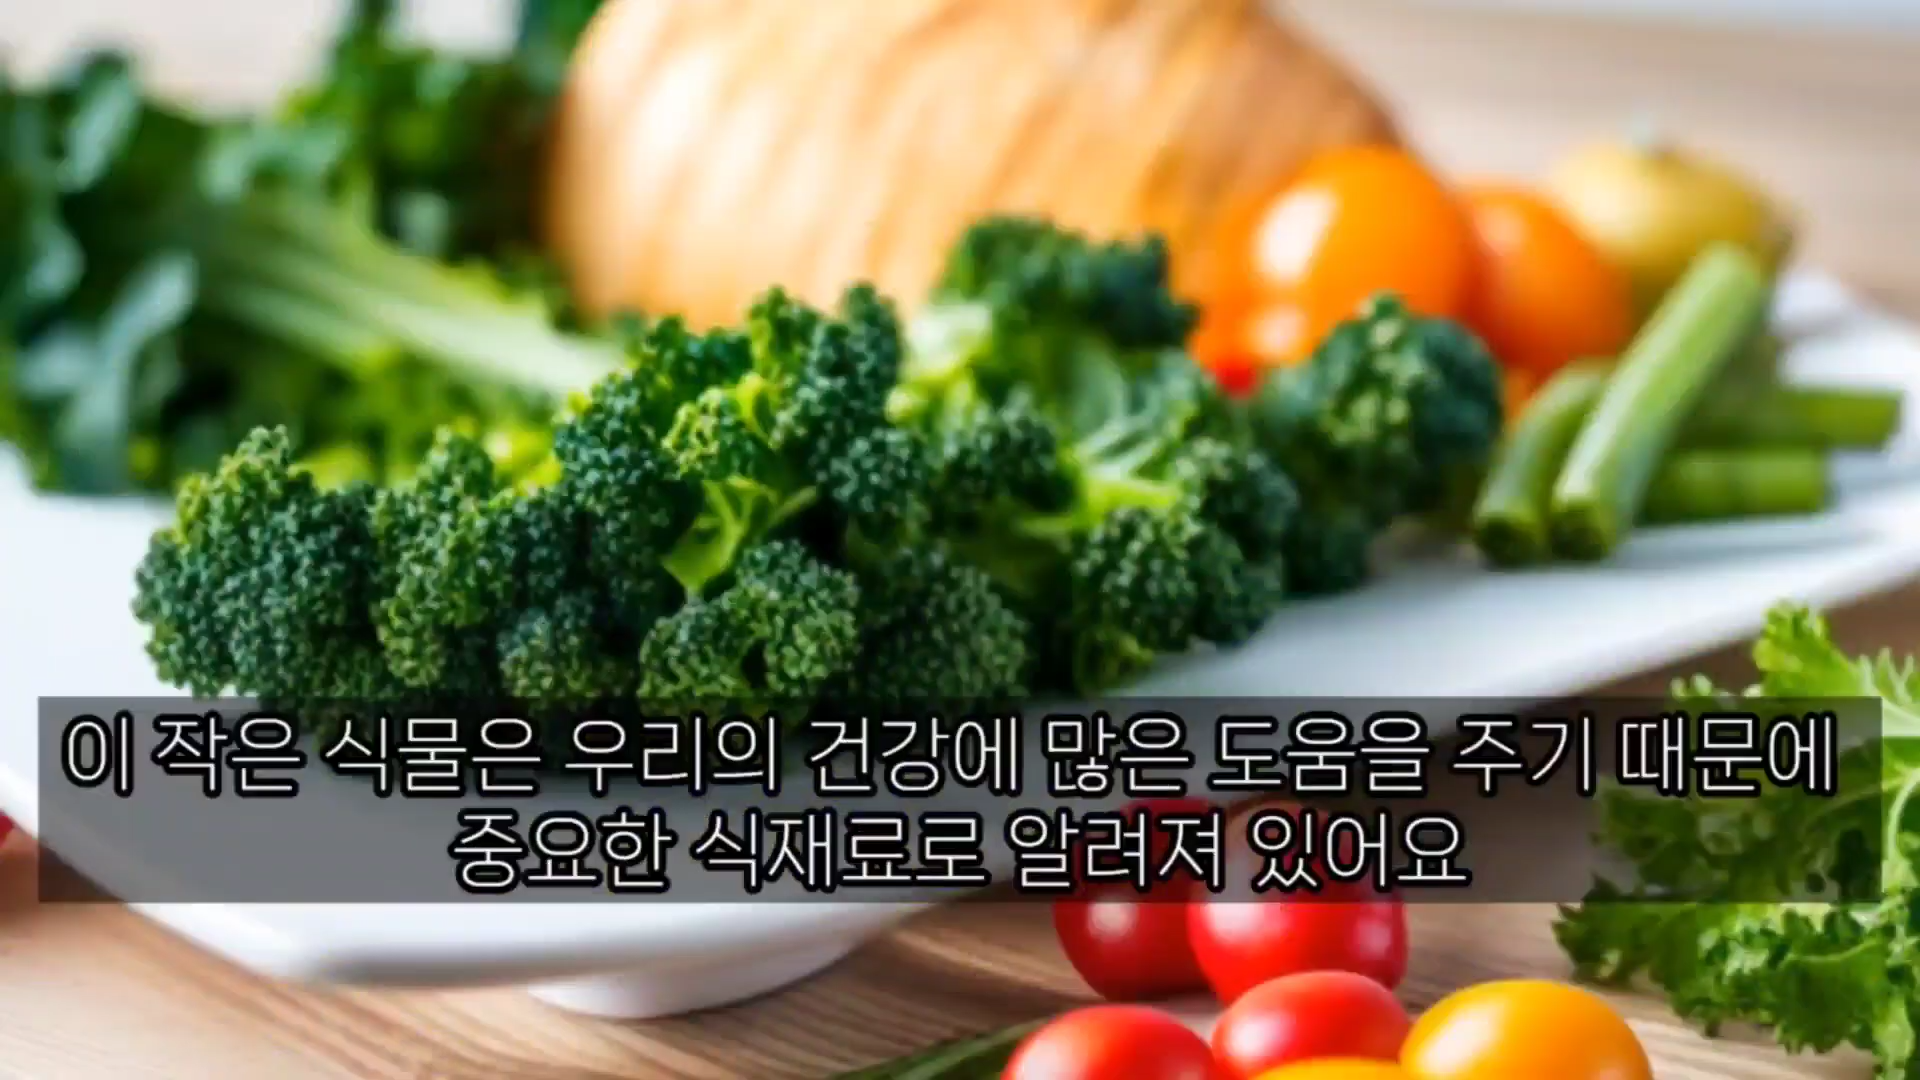 이 작은 식물은 우리의 건강에 많은 도움을 주기 때문에
중요한 식재료로 알려져 있어요